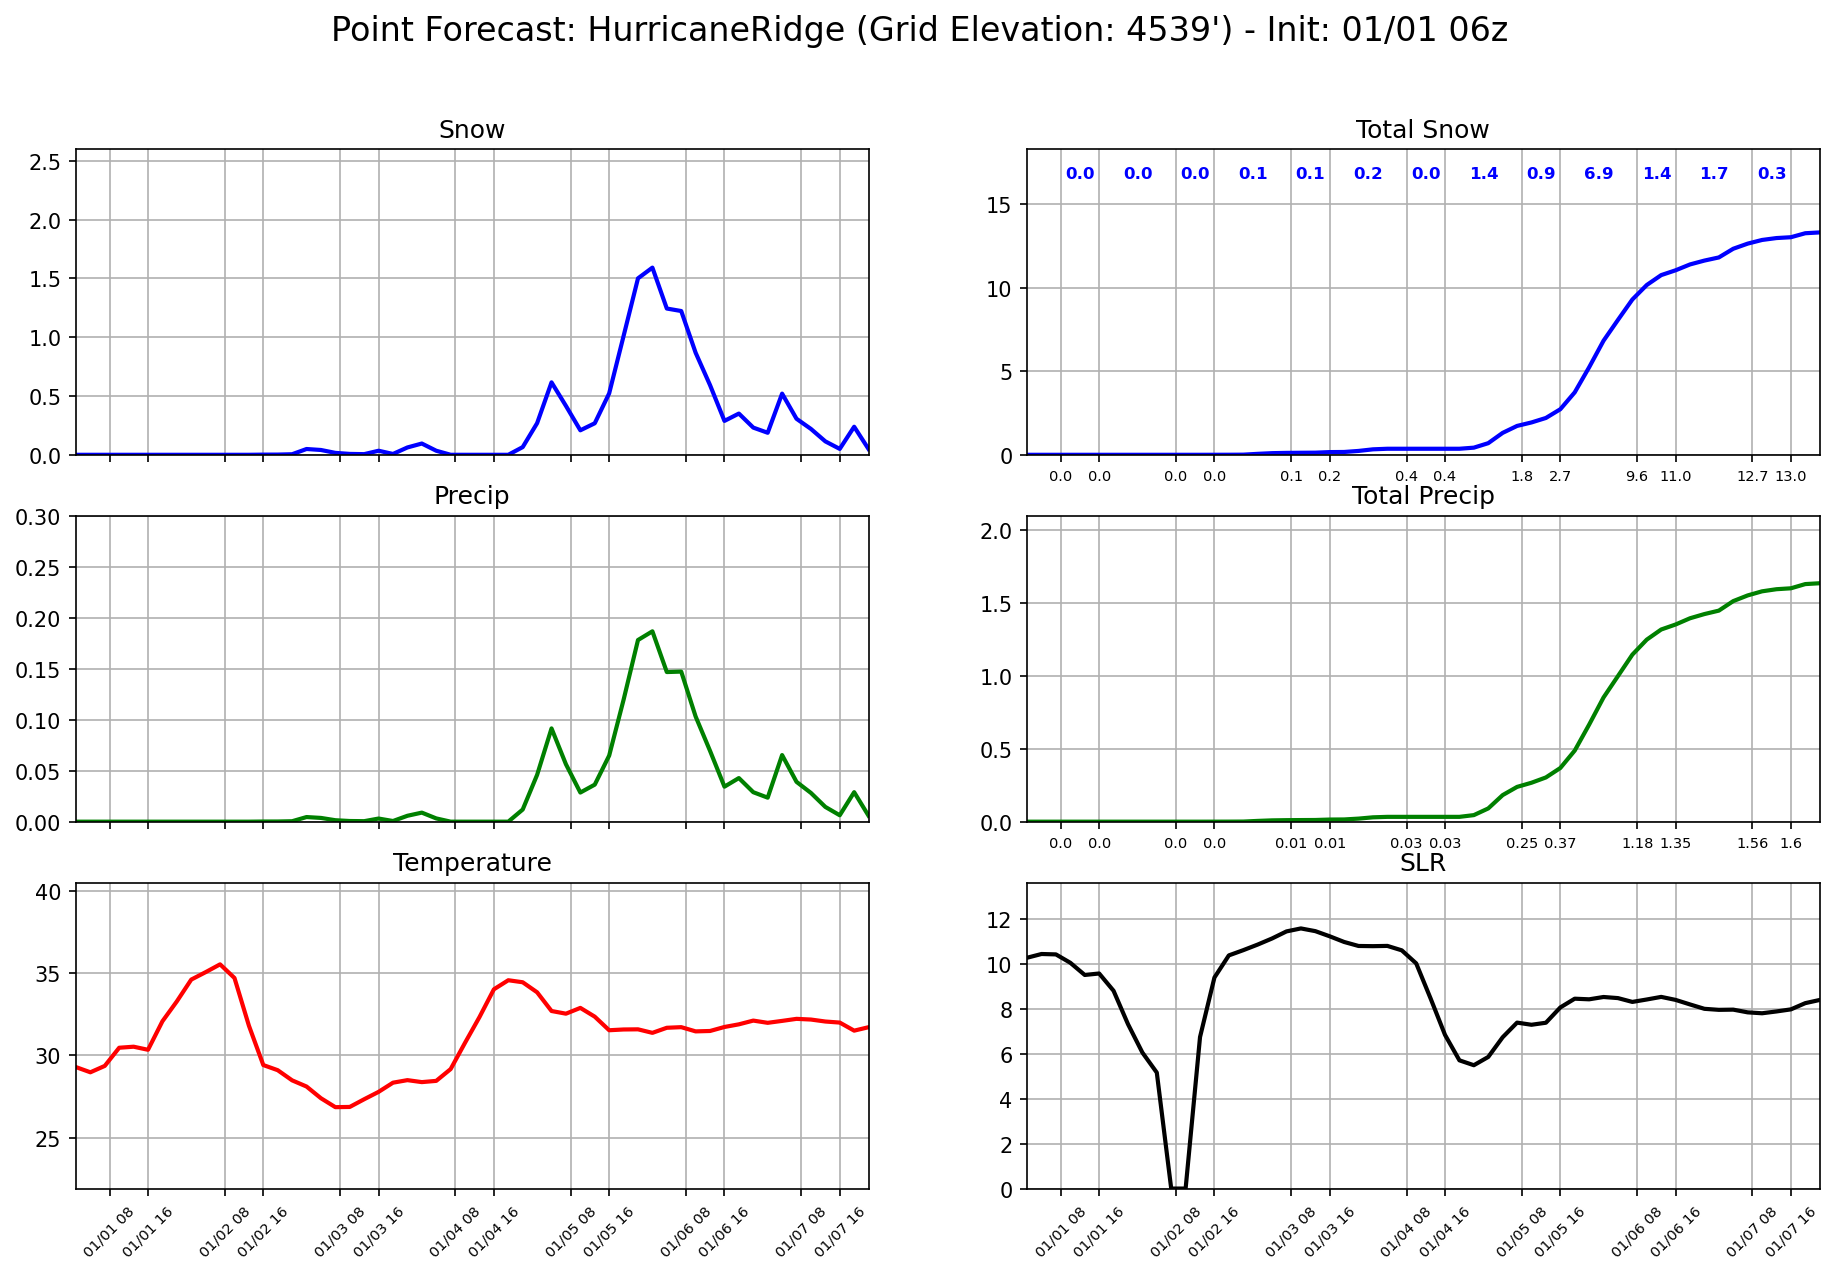 Point Forecast: HurricaneRidge (Grid Elevation: 4539') - Init: 01/01 06z
Snow
2.5
2.0
1.5
1.0
0.5
0.0
Total Snow
0.0 0.0 0.0 0.1 0.1 0.2 0.0 1.4 0.9 6.9 1.4 1.7 0.3
15
10
5
0
0.0 0.0 0.0 0.0 0.1 0.2 0.4 0.4 1.8 2.7 9.6 11.0 12.7 13.0
Precip
0.30
0.25
0.20
0.15
0.10
0.05
0.00
Total Precip
2.0
1.5
1.0
0.5
0.0
0.0 0.0 0.0 0.0 0.01 0.01 0.03 0.03 0.25 0.37 1.18 1.35 1.56 1.6
Temperature
40
35
30
25
01/01 08 01/01 16 01/02 08 01/02 16 01/03 08 01/03 16 01/04 08 01/04 16 01/05 08 01/05 16 01/06 08 01/06 16 01/07 08 01/07 16
SLR
12
10
8
6
4
2
0
01/01 08 01/01 16 01/02 08 01/02 16 01/03 08 01/03 16 01/04 08 01/04 16 01/05 08 01/05 16 01/06 08 01/06 16 01/07 08 01/07 16